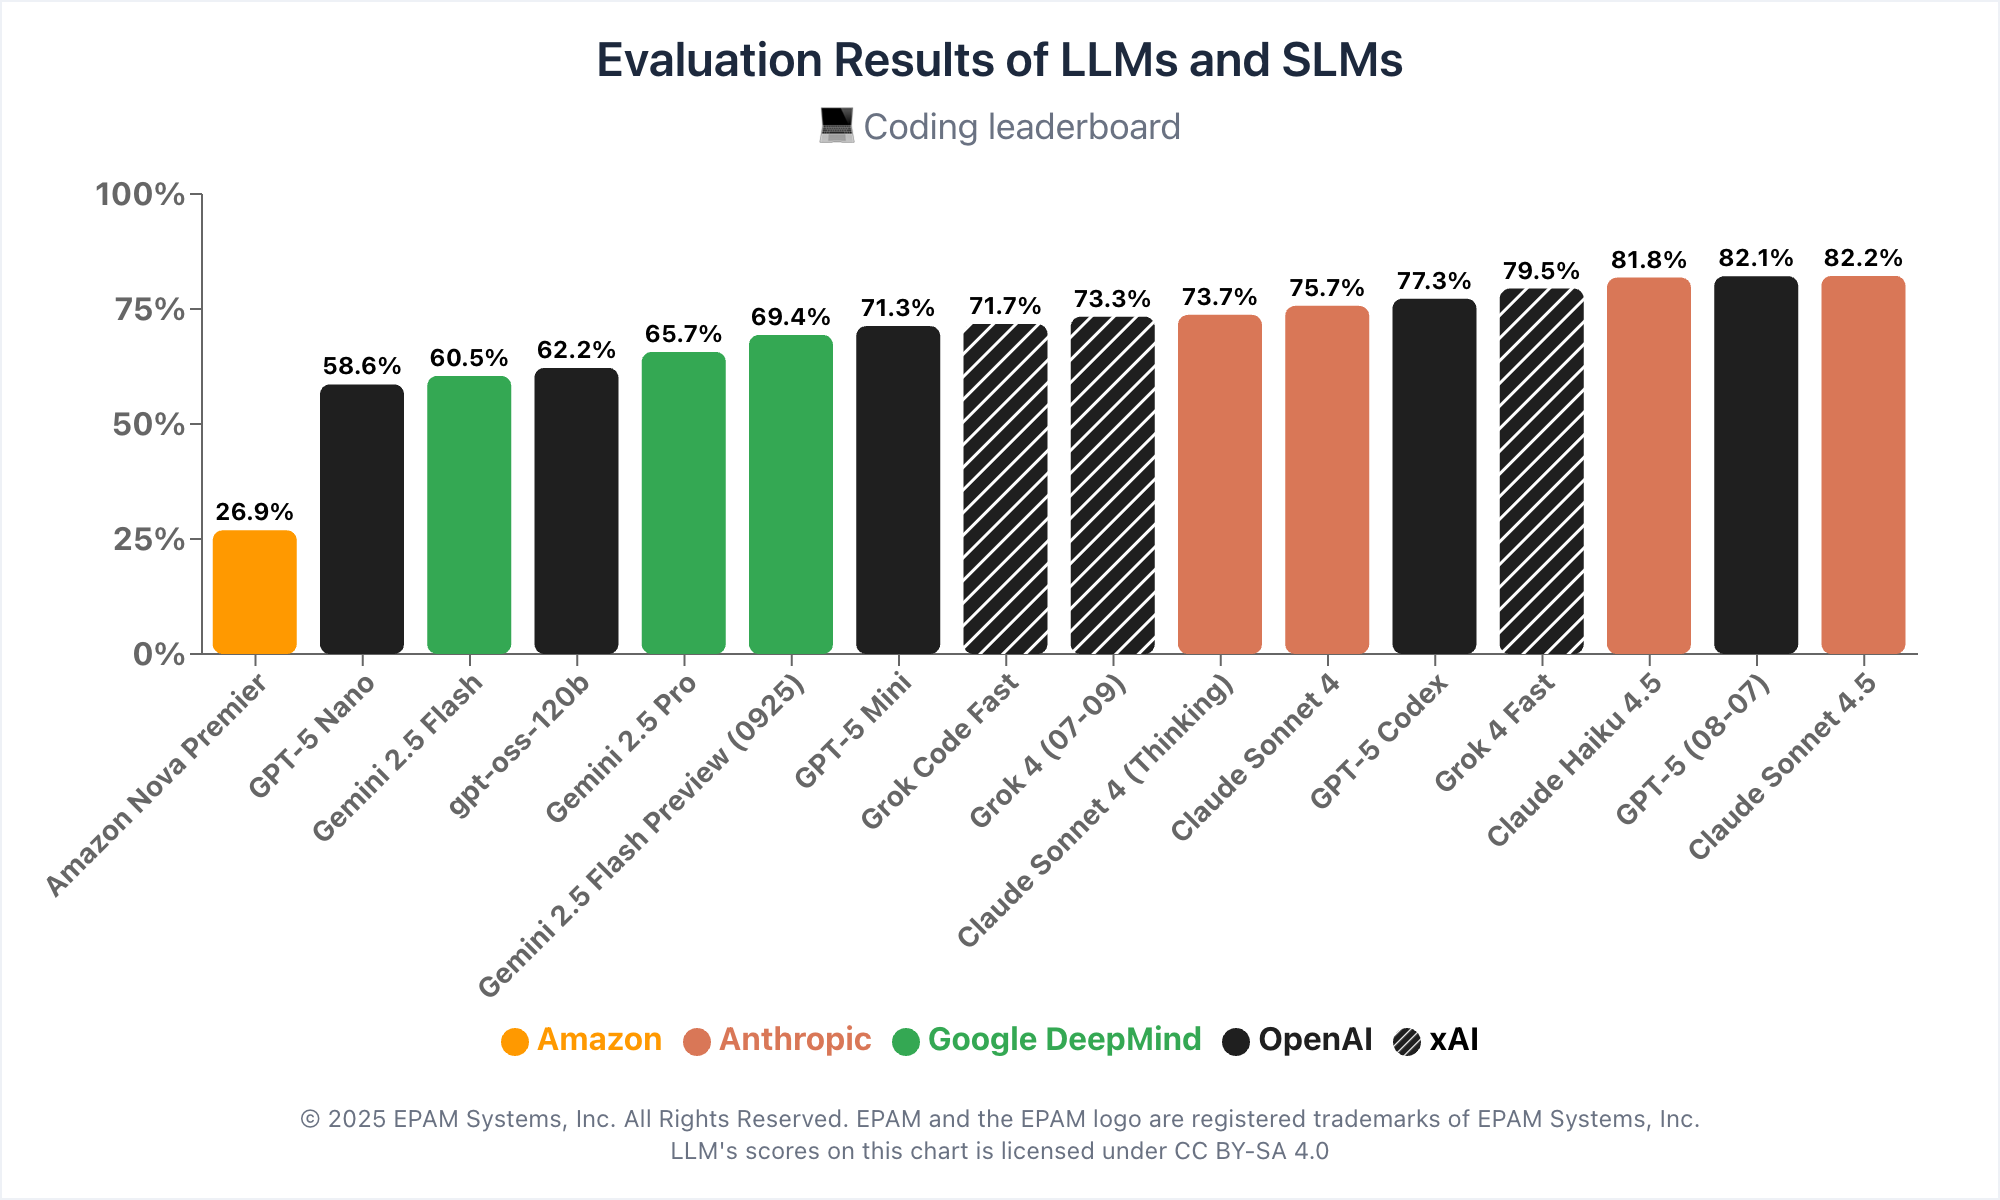 Evaluation Results of LLMs and SLMs
💻 Coding leaderboard
100%
75%
50%
25%
0%
26.9%
58.6%
60.5%
62.2%
65.7%
69.4%
71.3%
71.7%
73.3%
73.7%
75.7%
77.3%
79.5%
81.8%
82.1%
82.2%
Amazon Nova Premier
GPT-5 Nano
Gemini 2.5 Flash
gpt-oss-120b
Gemini 2.5 Pro
Gemini 2.5 Flash Preview (0925)
GPT-5 Mini
Grok Code Fast
Grok 4 (07-09)
Claude Sonnet 4 (Thinking)
Claude Sonnet 4
GPT-5 Codex
Grok 4 Fast
Claude Haiku 4.5
GPT-5 (08-07)
Claude Sonnet 4.5
Amazon Anthropic Google DeepMind OpenAI xAI
© 2025 EPAM Systems, Inc. All Rights Reserved. EPAM and the EPAM logo are registered trademarks of EPAM Systems, Inc.
LLM's scores on this chart is licensed under CC BY-SA 4.0